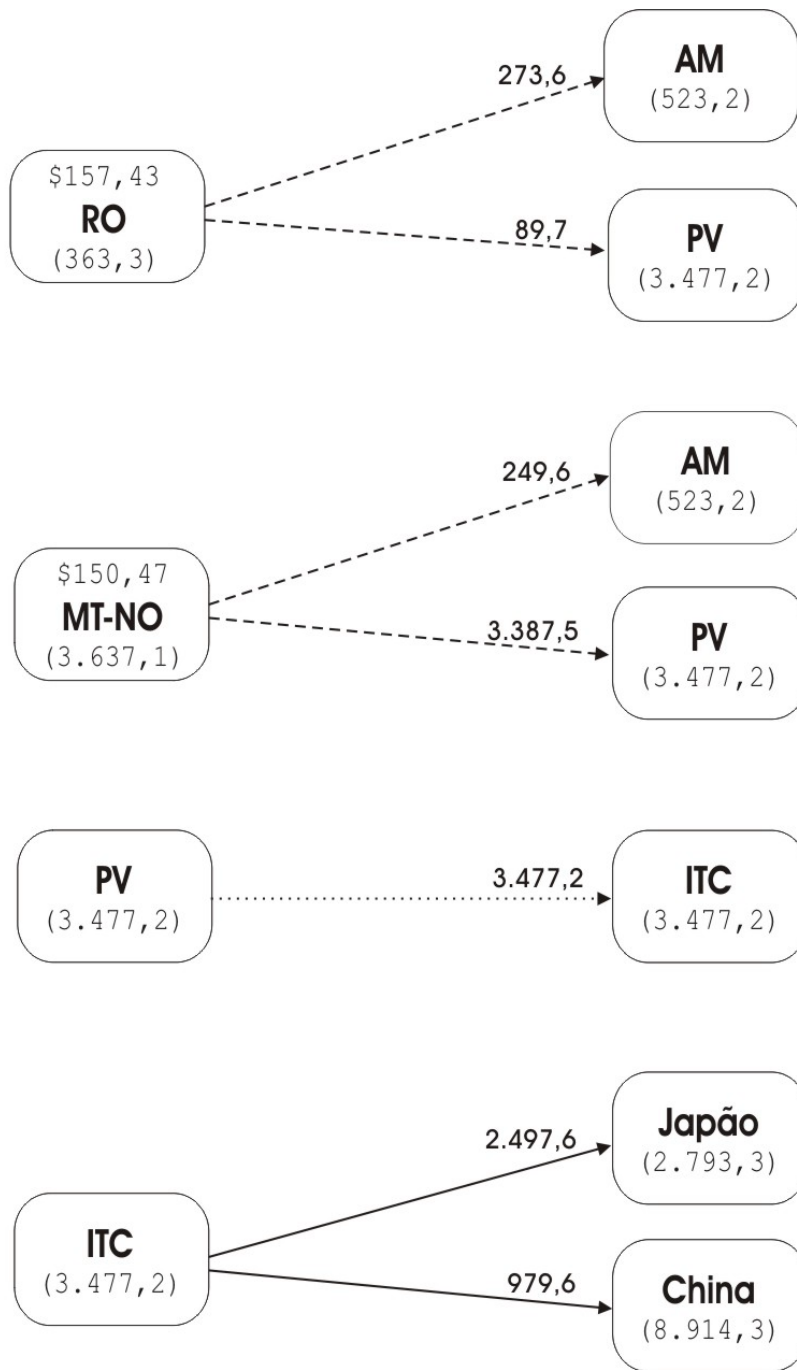 273,6
AM
(523,2)
$157,43
RO
(363,3)
89,7
PV
(3.477,2)
249,6
AM
(523,2)
$150,47
MT-NO
(3.637,1)
3.387,5
PV
(3.477,2)
PV
(3.477,2)
3.477,2
ITC
(3.477,2)
2.497,6
Japão
(2.793,3)
ITC
(3.477,2)
979,6
China
(8.914,3)